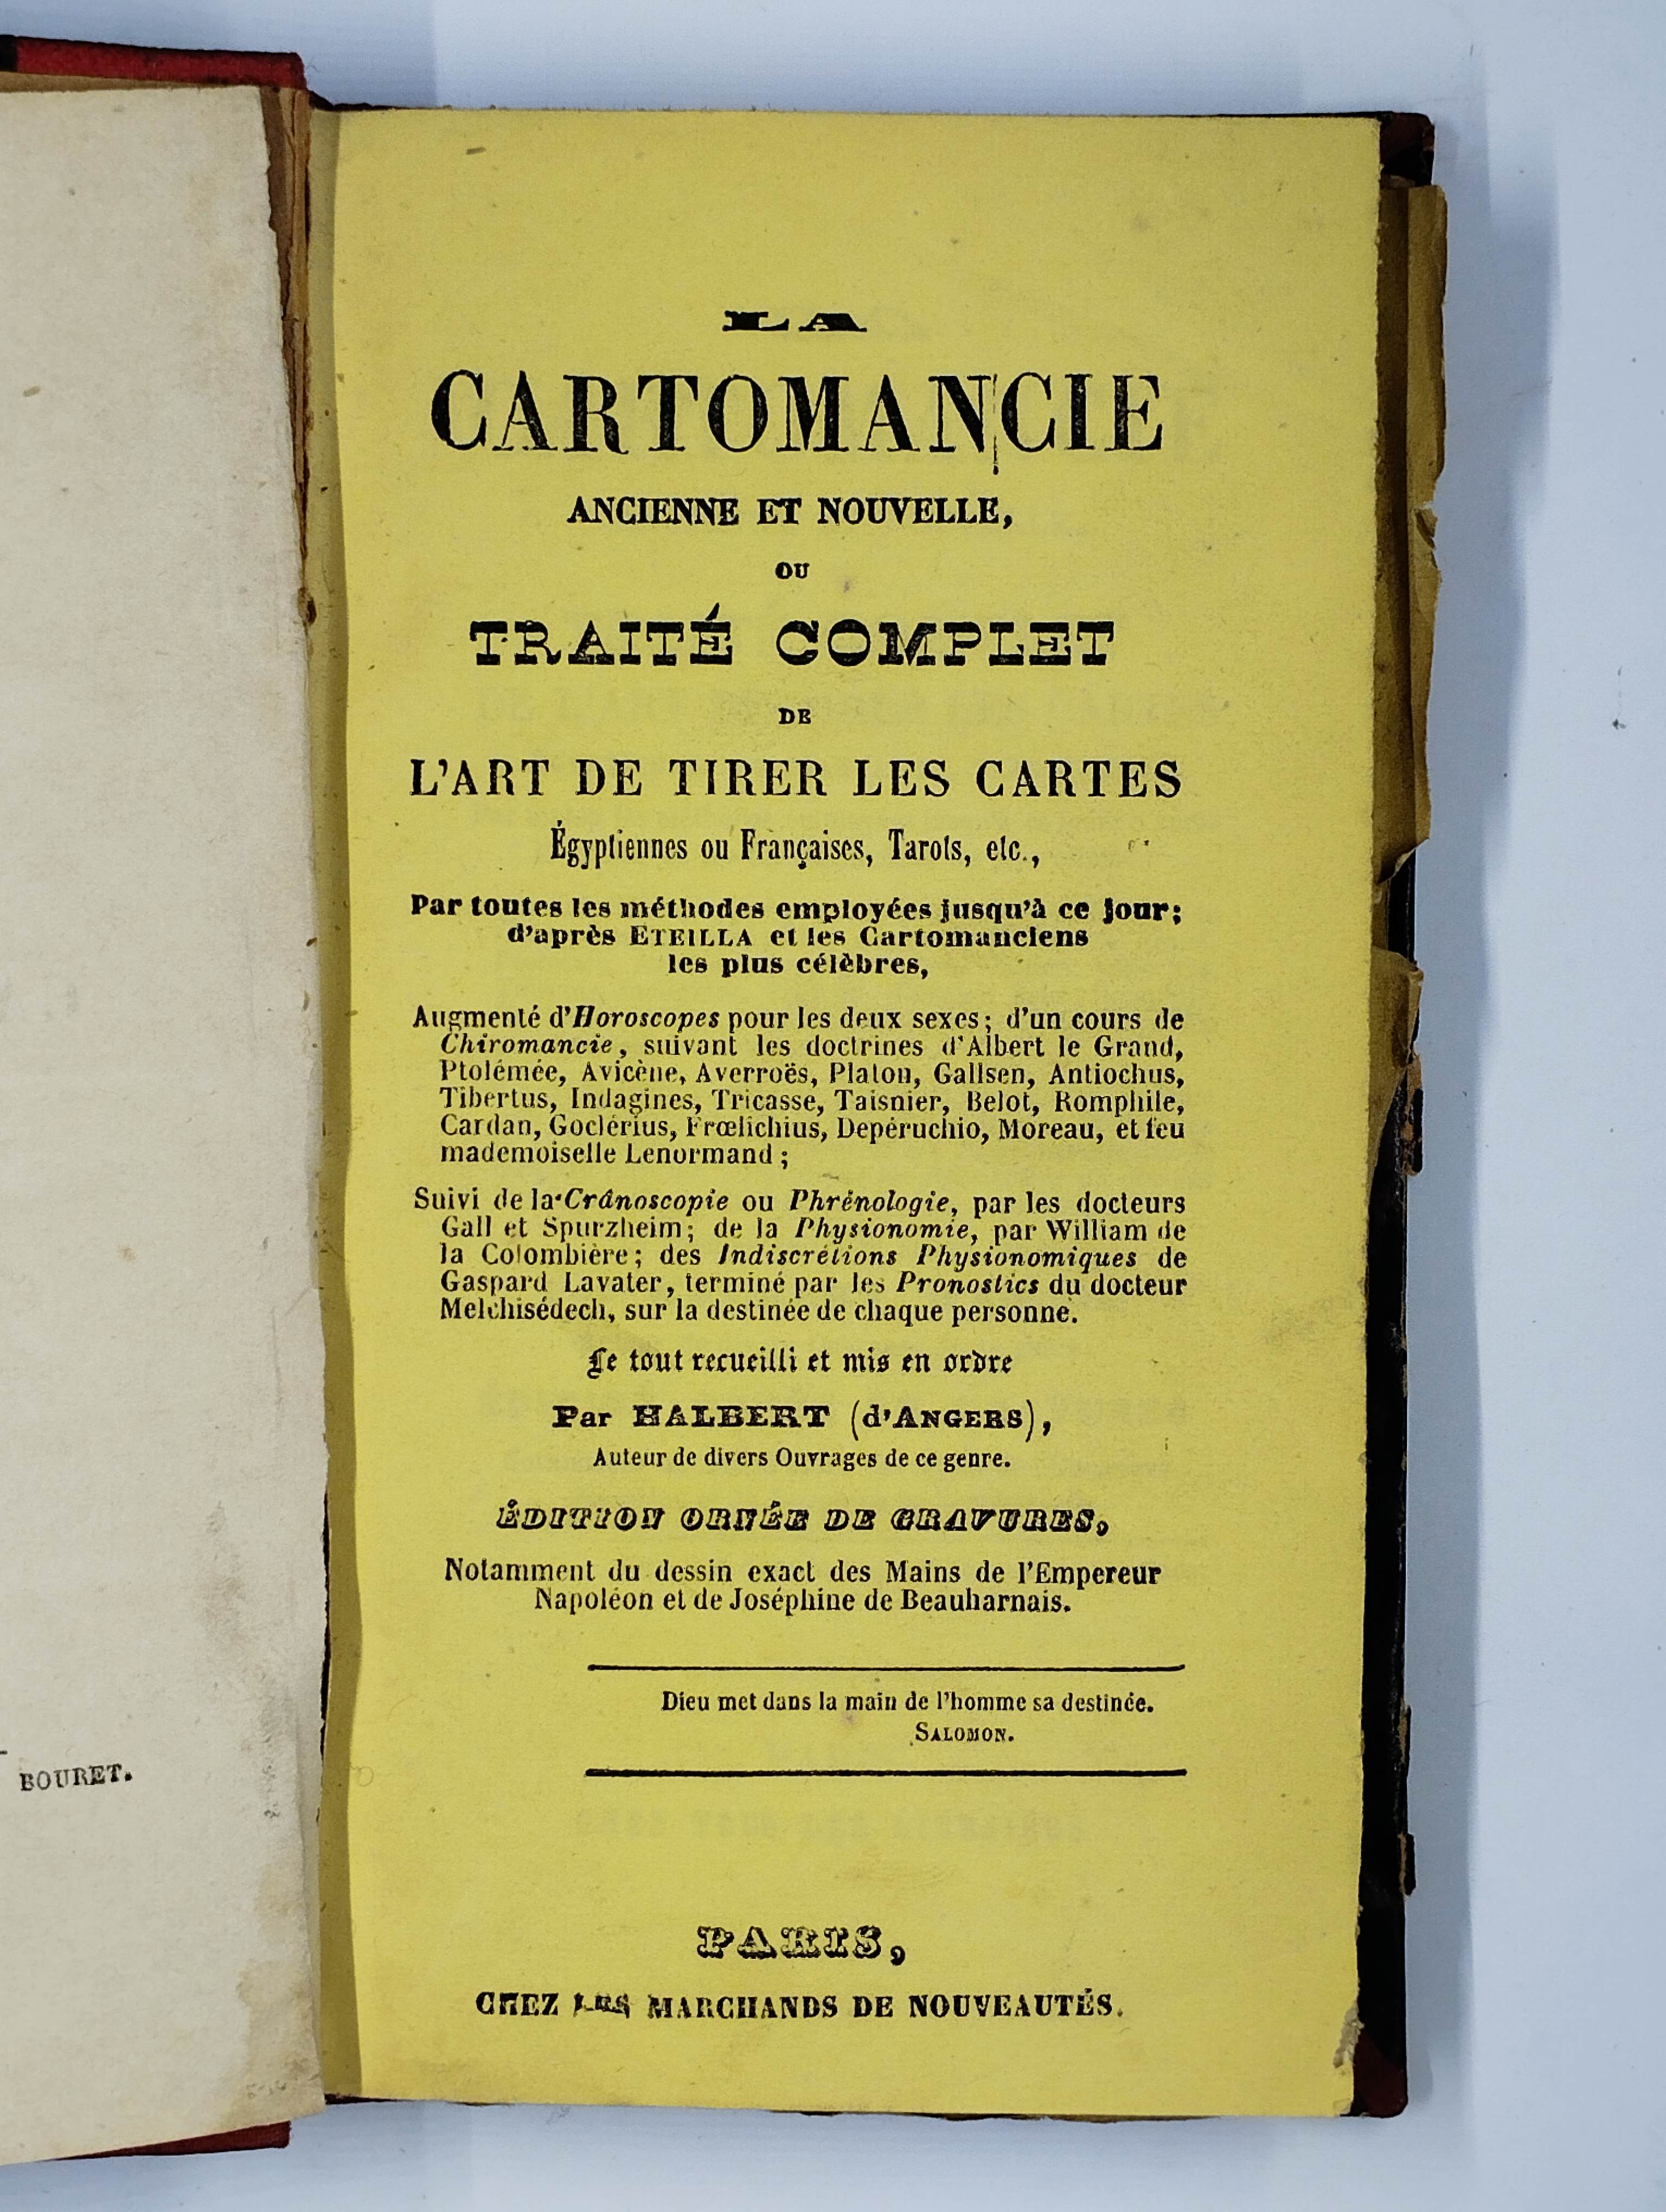 LA
CARTOMANCIE
ANCIENNE ET NOUVELLE,
OU
TRAITÉ COMPLET
DE
L'ART DE TIRER LES CARTES
Égyptiennes ou Françaises, Tarots, etc.,
Par toutes les méthodes employées jusqu'à ce jour;
d'après ETEILLA et les Cartomanciens
les plus célèbres,
Augmenté d'Horoscopes pour les deux sexes; d'un cours de
Chiromancie, suivant les doctrines d'Albert le Grand,
Ptolémée, Avicène, Averroës, Platon, Gallsen, Antiochus,
Tibertus, Indagines, Tricasse, Taisnier, Belot, Romphile,
Cardan, Goclérius, Frœlichius, Depéruchio, Moreau, et feu
mademoiselle Lenormand;
Suivi de la Crânoscopie ou Phrénologie, par les docteurs
Gall et Spurzheim; de la Physionomie, par William de
la Colombière; des Indiscrétions Physionomiques de
Gaspard Lavater, terminé par les Pronostics du docteur
Melchisédech, sur la destinée de chaque personne.
Le tout recueilli et mis en ordre
Par HALBERT (d'ANGERS),
Auteur de divers Ouvrages de ce genre.
ÉDITION ORNÉE DE GRAVURES,
Notamment du dessin exact des Mains de l'Empereur
Napoléon et de Joséphine de Beauharnais.
Dieu met dans la main de l'homme sa destinée.
SALOMON.
BOURET.
PARIS,
CHEZ LES MARCHANDS DE NOUVEAUTÉS.